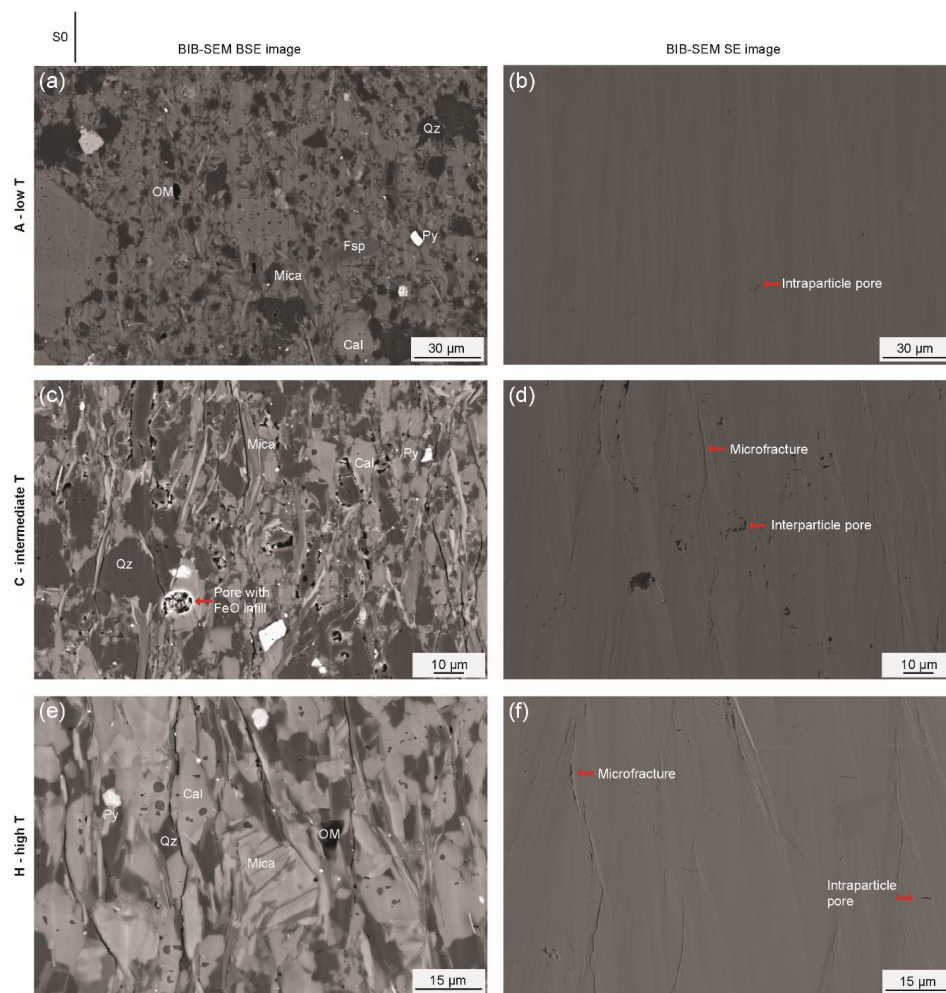 S0
BIB-SEM BSE image
BIB-SEM SE image
A - low T
(a)
Qz
OM
Py
Fsp
Mica
Cal
30 µm
(b)
Intraparticle pore
30 µm
C - intermediate T
(c)
Mica
Cal
Py
Qz
Pore with
FeO infill
10 µm
(d)
Microfracture
Interparticle pore
10 µm
H - high T
(e)
Cal
Py
Qz
OM
Mica
15 µm
(f)
Microfracture
Intraparticle
pore
15 µm